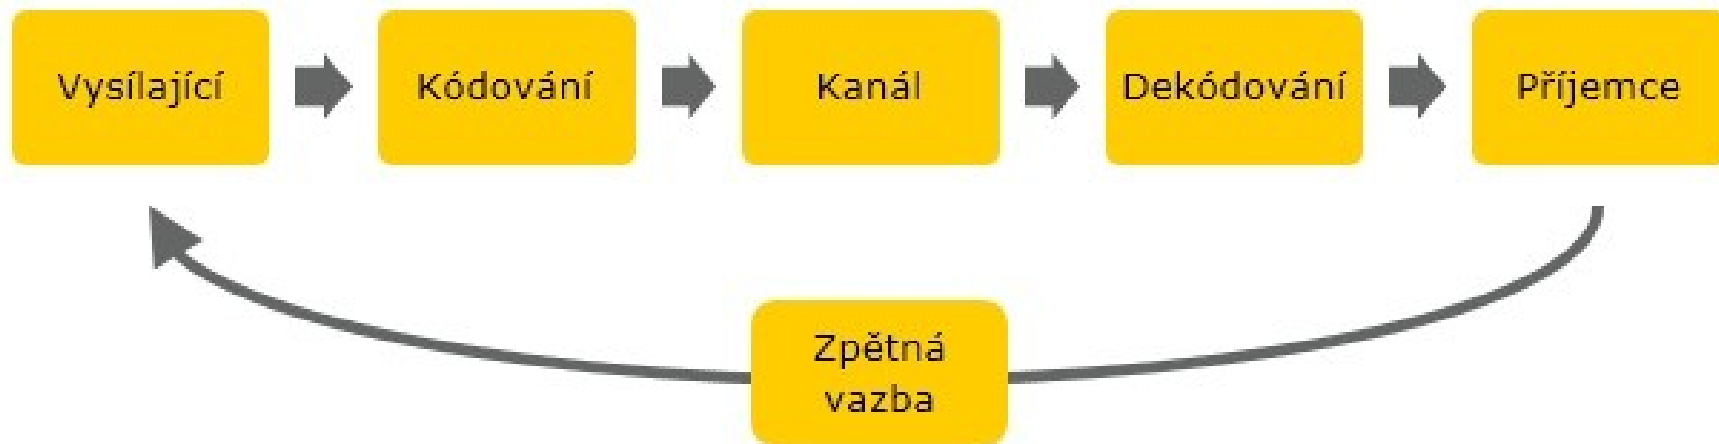 Vysílající
Kódování
Kanál
Dekódování
Příjemce
Zpětná
vazba